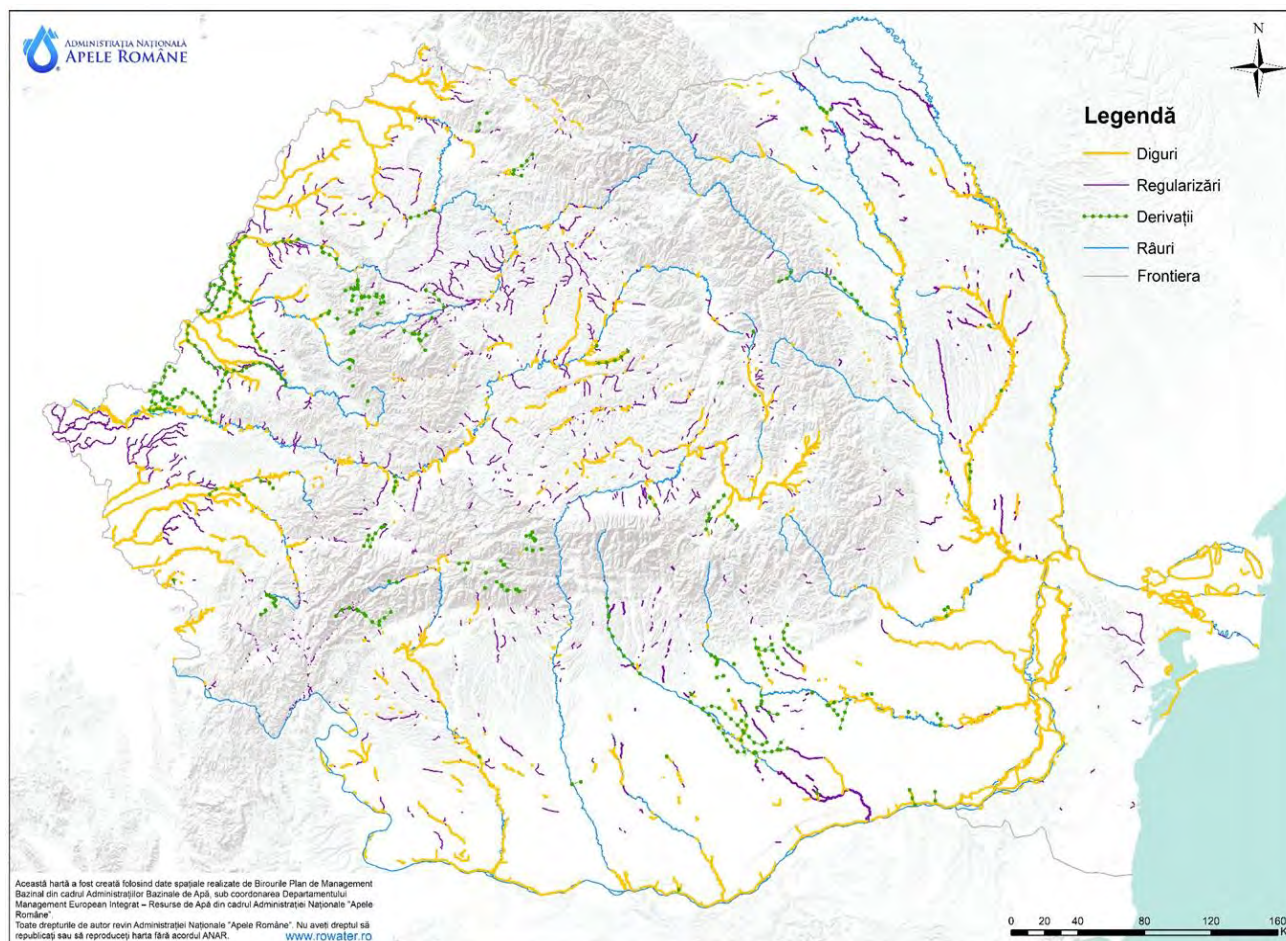 ADMINISTRAȚIA NAȚIONALĂ
APELE ROMÂNE
N
Legendă
Diguri
Regularizări
Derivații
Râuri
Frontiera
Această hartă a fost creată folosind date spațiale realizate de Birourile Plan de Management
Bazinal din cadrul Administrațiilor Bazinale de Apă, sub coordonarea Departamentului
Management European Integrat – Resurse de Apă din cadrul Administrației Naționale "Apele
Române".
Toate drepturile de autor revin Administrației Naționale "Apele Române". Nu aveți dreptul să
republicați sau să reproduceți harta fără acordul ANAR.
www.rowater.ro
0 20 40 80 120 160